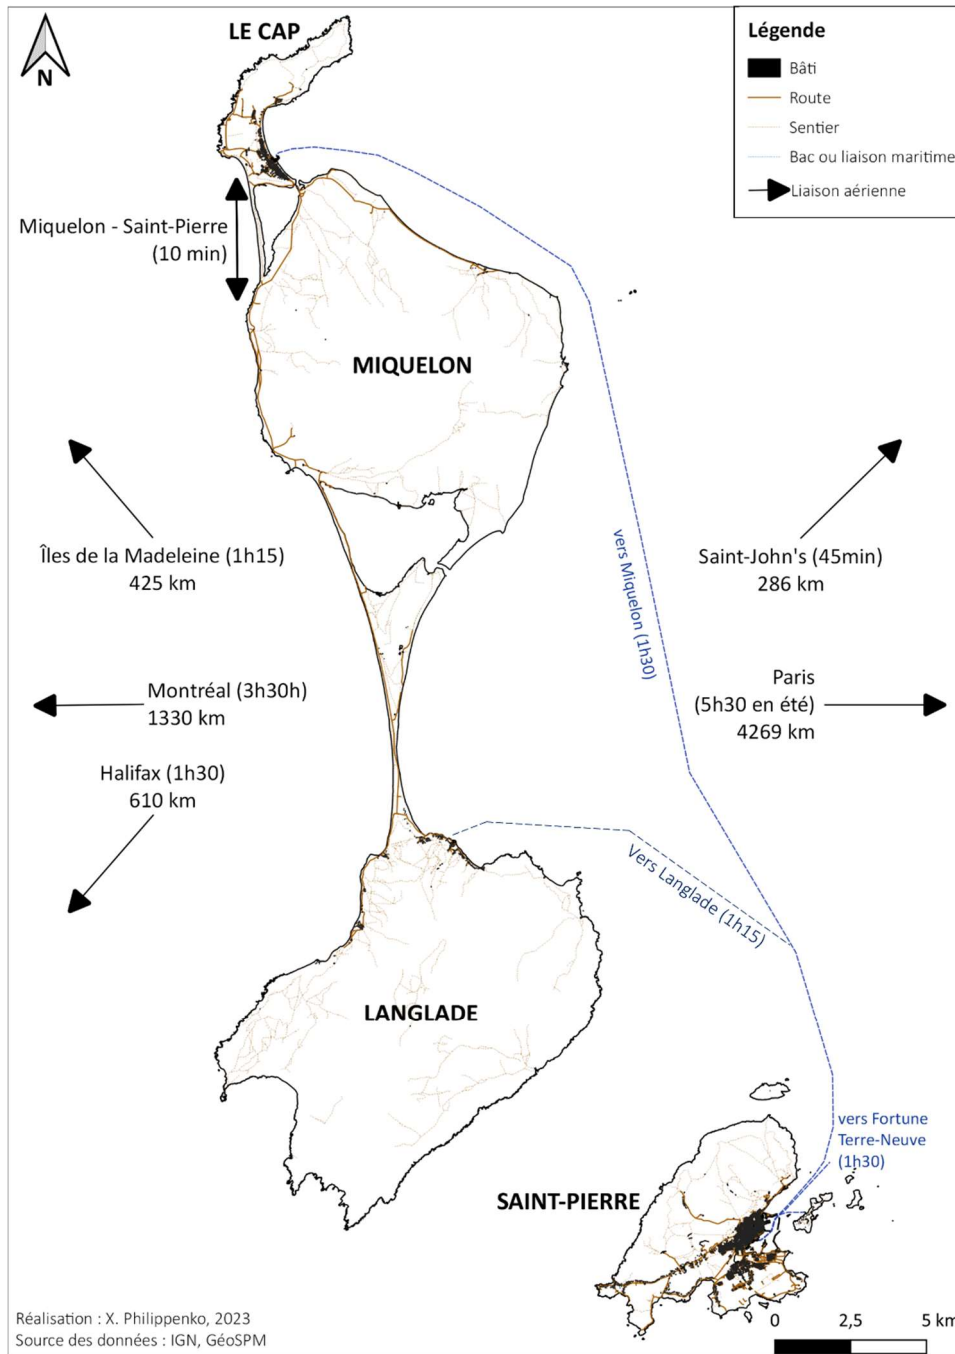 LE CAP
N
Légende
Bâti
Route
Sentier
Bac ou liaison maritime
Liaison aérienne
Miquelon - Saint-Pierre
(10 min)
MIQUELON
Îles de la Madeleine (1h15)
425 km
Saint-John's (45min)
286 km
vers Miquelon (1h30)
Montréal (3h30h)
1330 km
Paris
(5h30 en été)
4269 km
Halifax (1h30)
610 km
Vers Langlade (1h15)
LANGLADE
vers Fortune
Terre-Neuve
(1h30)
SAINT-PIERRE
Réalisation : X. Philippenko, 2023
Source des données : IGN, GéoSPM
0 2,5 5 km